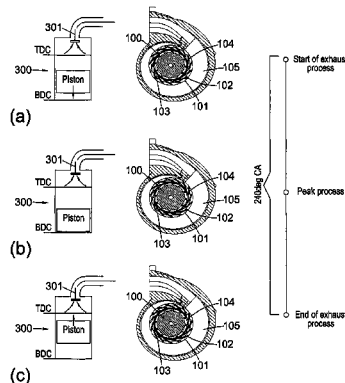 301
100
104
TDC
300
Piston
105
102
BDC
103
101
(a)
301
100
104
TDC
300
105
Piston
102
BDC
103
101
(b)
301
100
104
TDC
300
Piston
105
102
BDC
103
101
(c)
240deg CA
Start of exhaus
process
Peak process
End of exhaus
process